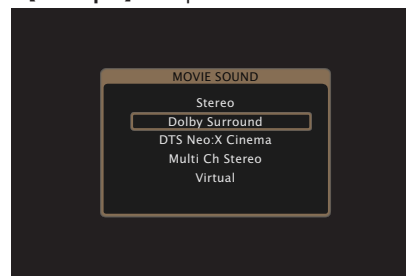 MOVIE SOUND
Stereo
Dolby Surround
DTS Neo:X Cinema
Multi Ch Stereo
Virtual